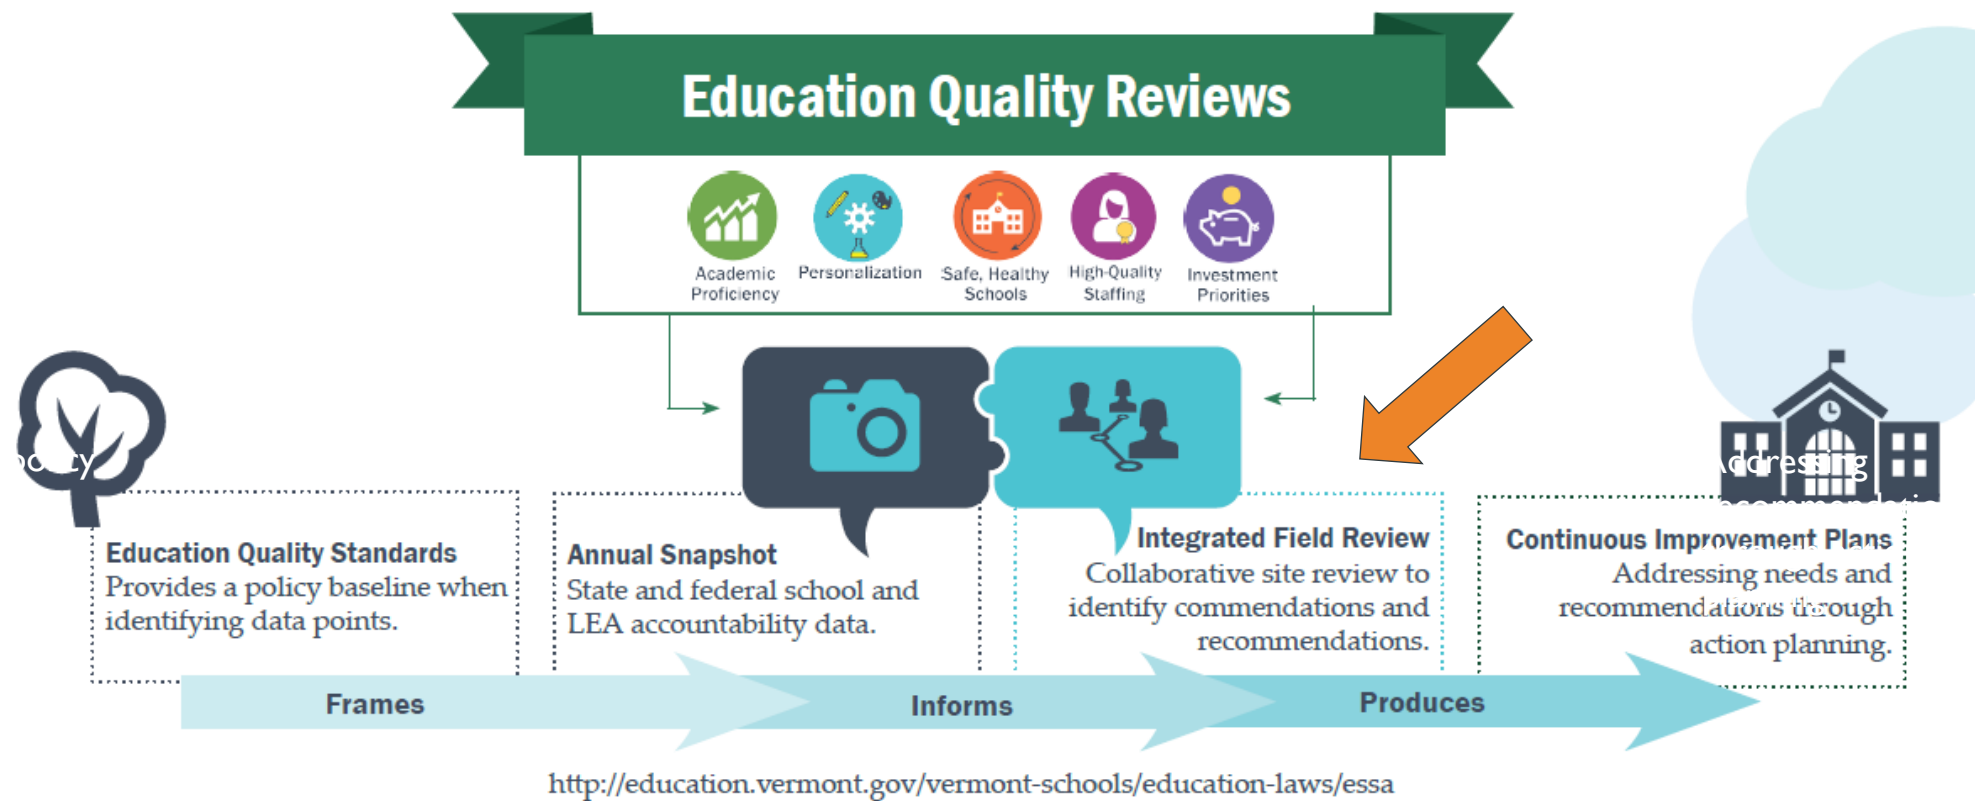 Education Quality Reviews
Academic
Proficiency
Personalization
Safe, Healthy
Schools
High-Quality
Staffing
Investment
Priorities
policy
Addressing
Education Quality Standards
Provides a policy baseline when
identifying data points.
Annual Snapshot
State and federal school and
LEA accountability data.
Integrated Field Review
Collaborative site review to
identify commendations and
recommendations.
Continuous Improvement Plans
Addressing needs and
recommendations through
action planning.
Frames
Informs
Produces
http://education.vermont.gov/vermont-schools/education-laws/essa